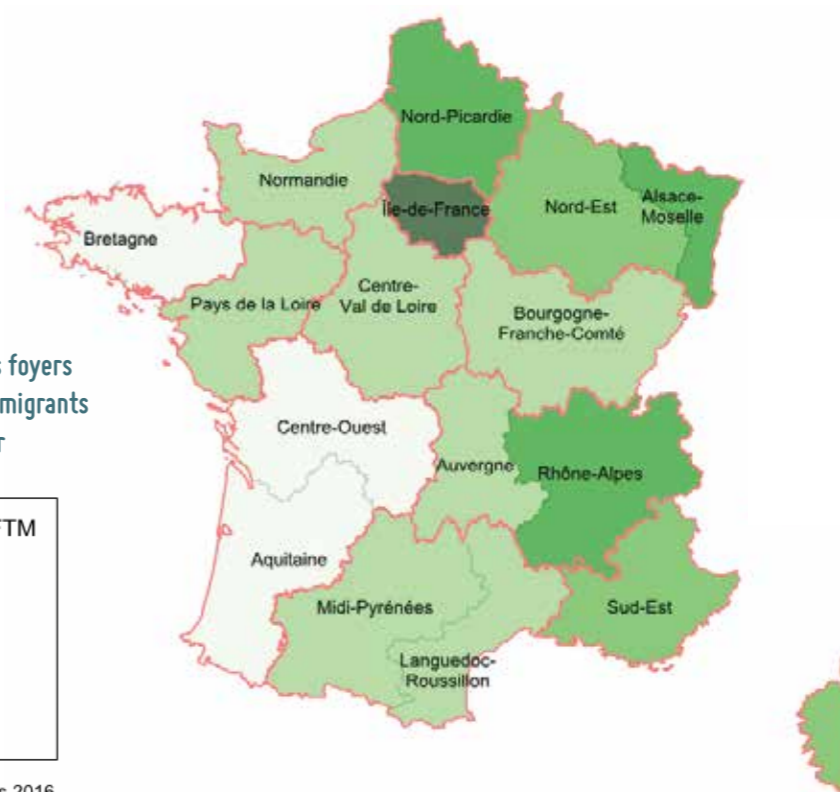 Nord-Picardie
Normandie
Île-de-France
Nord-Est
Alsace-
Moselle
Bretagne
Pays de la Loire
Centre-
Val de Loire
Bourgogne-
Franche-Comté
foyers
migrants
Centre-Ouest
Auvergne
Rhône-Alpes
FTM
Aquitaine
Midi-Pyrénées
Sud-Est
Languedoc-
Roussillon
2016